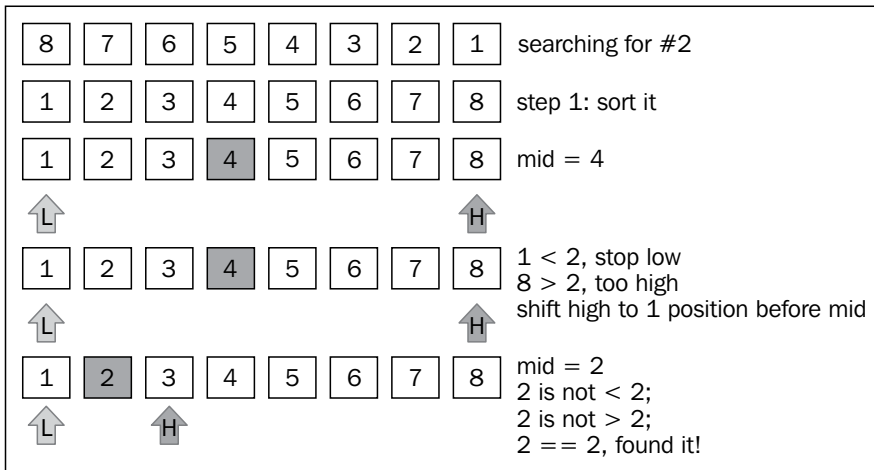 8 7 6 5 4 3 2 1 searching for #2
1 2 3 4 5 6 7 8 step 1: sort it
1 2 3 4 5 6 7 8 mid = 4
L H
1 2 3 4 5 6 7 8 1 < 2, stop low
8 > 2, too high
L H shift high to 1 position before mid
1 2 3 4 5 6 7 8 mid = 2
2 is not < 2;
2 is not > 2;
L H 2 == 2, found it!